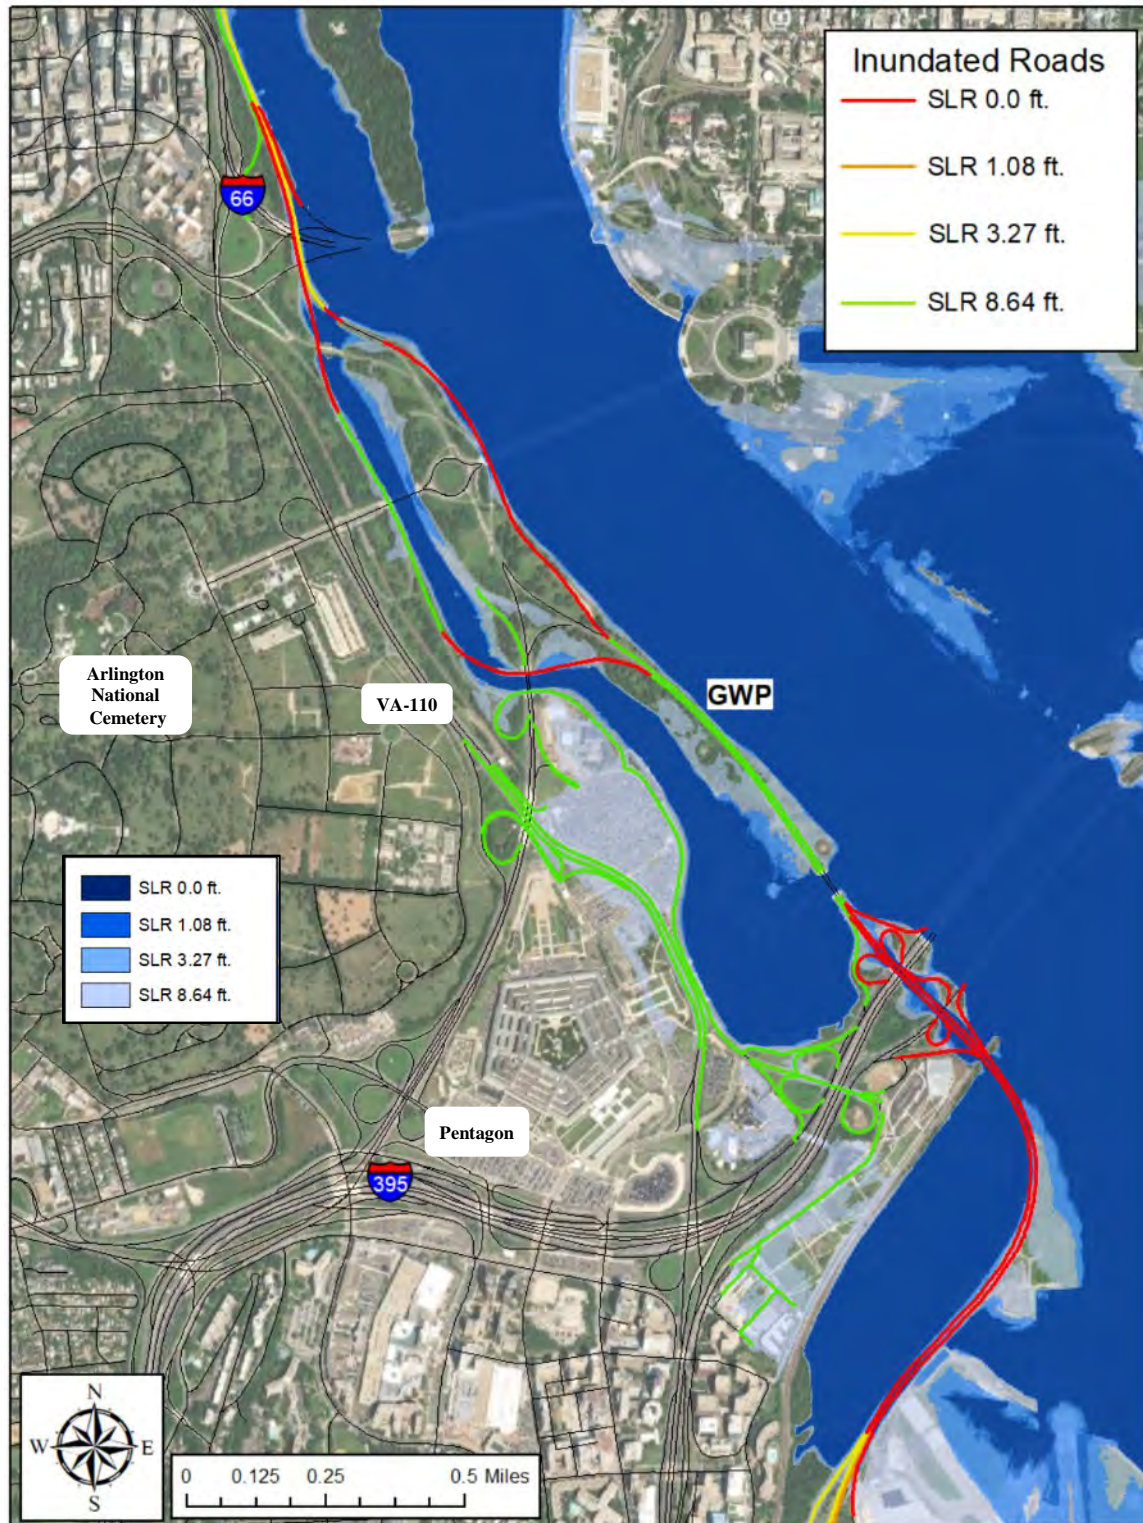 Inundated Roads
SLR 0.0 ft.
SLR 1.08 ft.
SLR 3.27 ft.
SLR 8.64 ft.
66
Arlington
National
Cemetery
VA-110
GWP
SLR 0.0 ft.
SLR 1.08 ft.
SLR 3.27 ft.
SLR 8.64 ft.
Pentagon
395
N
W E
S
0 0.125 0.25 0.5 Miles